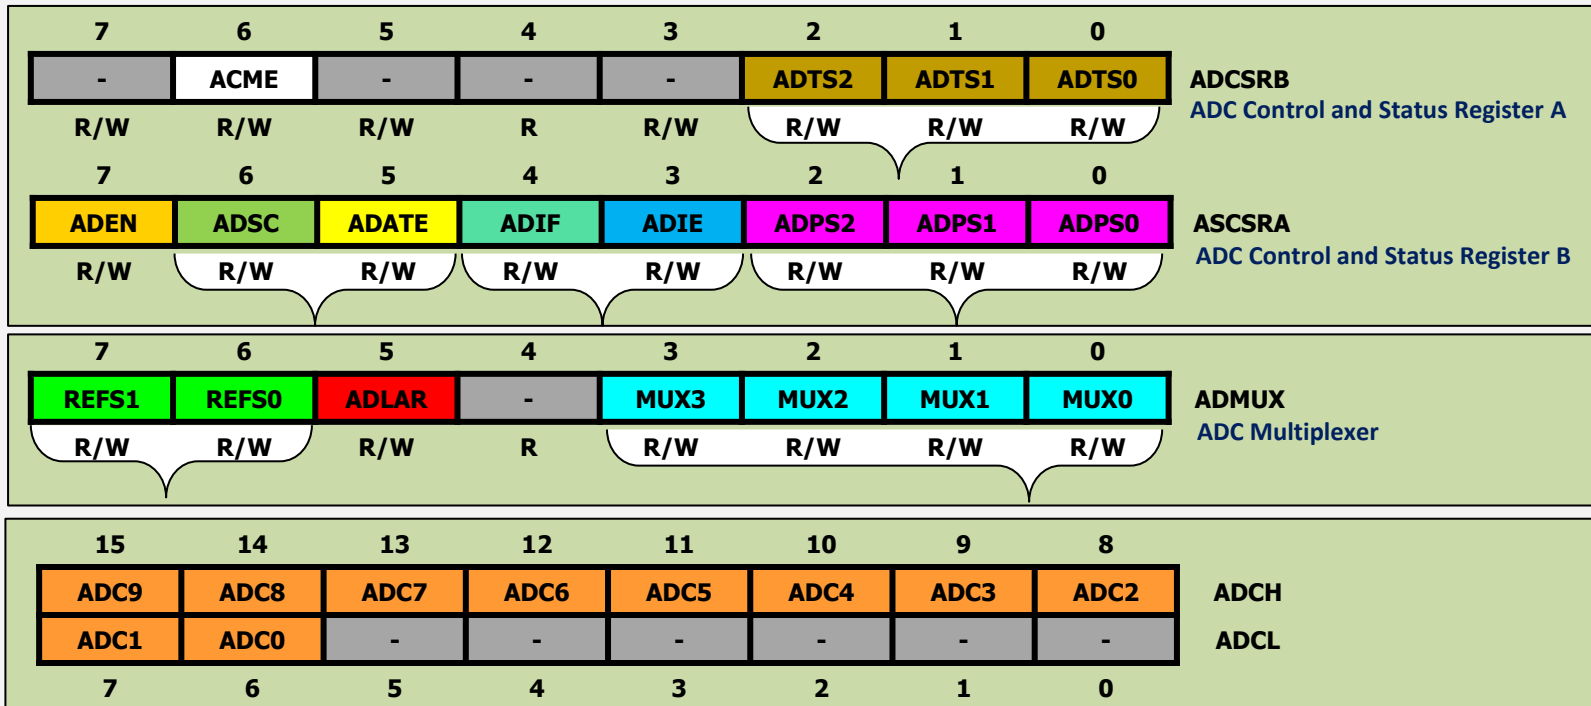 7 6 5 4 3 2 1 0
- ACME - - - ADTS2 ADTS1 ADTS0 ADCSRB
ADC Control and Status Register A
R/W R/W R/W R R/W R/W R/W R/W
7 6 5 4 3 2 1 0
ADEN ADSC ADATE ADIF ADIE ADPS2 ADPS1 ADPS0 ASCSRA
ADC Control and Status Register B
R/W R/W R/W R/W R/W R/W R/W R/W
7 6 5 4 3 2 1 0
REFS1 REFS0 ADLAR - MUX3 MUX2 MUX1 MUX0 ADMUX
ADC Multiplexer
R/W R/W R/W R R/W R/W R/W R/W
15 14 13 12 11 10 9 8
ADC9 ADC8 ADC7 ADC6 ADC5 ADC4 ADC3 ADC2 ADCH
ADC1 ADC0 - - - - - - ADCL
7 6 5 4 3 2 1 0